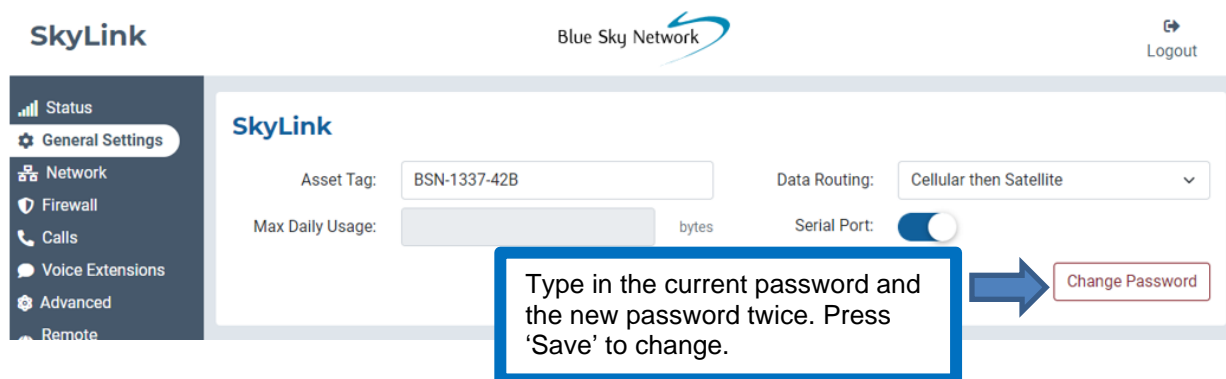 SkyLink
Blue Sky Network
Logout
Status
General Settings
Network
Firewall
Calls
Voice Extensions
Advanced
Remote
SkyLink
Asset Tag: BSN-1337-42B Data Routing: Cellular then Satellite
Max Daily Usage: bytes Serial Port:
Change Password
Type in the current password and
the new password twice. Press
‘Save’ to change.